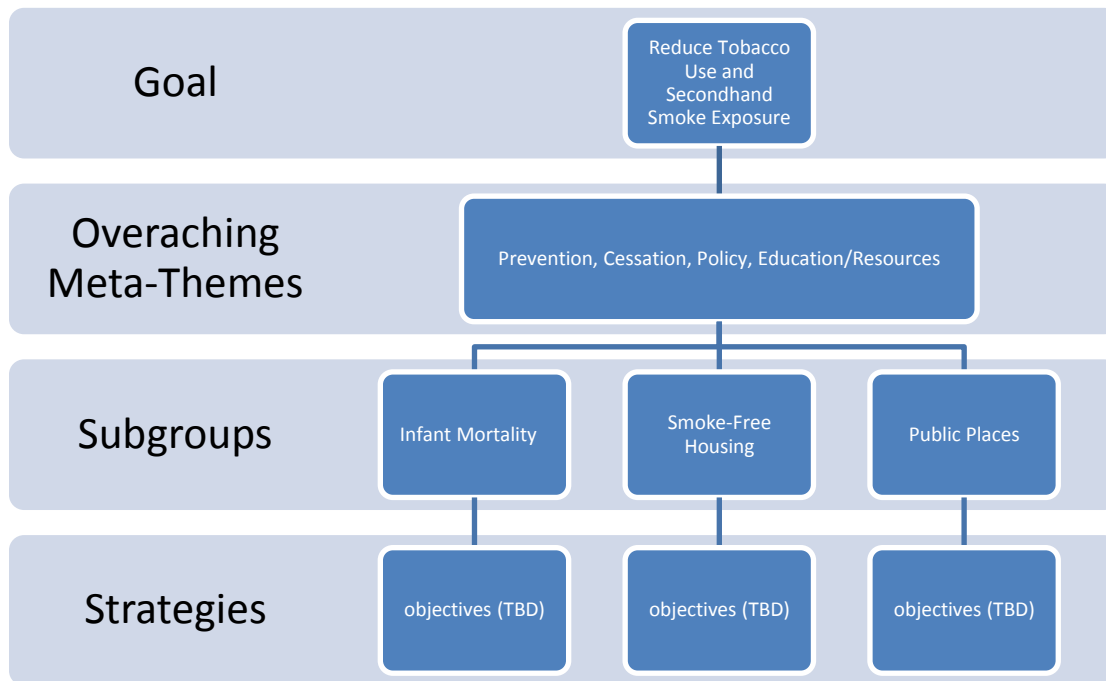 Goal
Reduce Tobacco
Use and
Secondhand
Smoke Exposure
Overaching
Meta-Themes
Prevention, Cessation, Policy, Education/Resources
Subgroups
Infant Mortality
Smoke-Free
Housing
Public Places
Strategies
objectives (TBD)
objectives (TBD)
objectives (TBD)